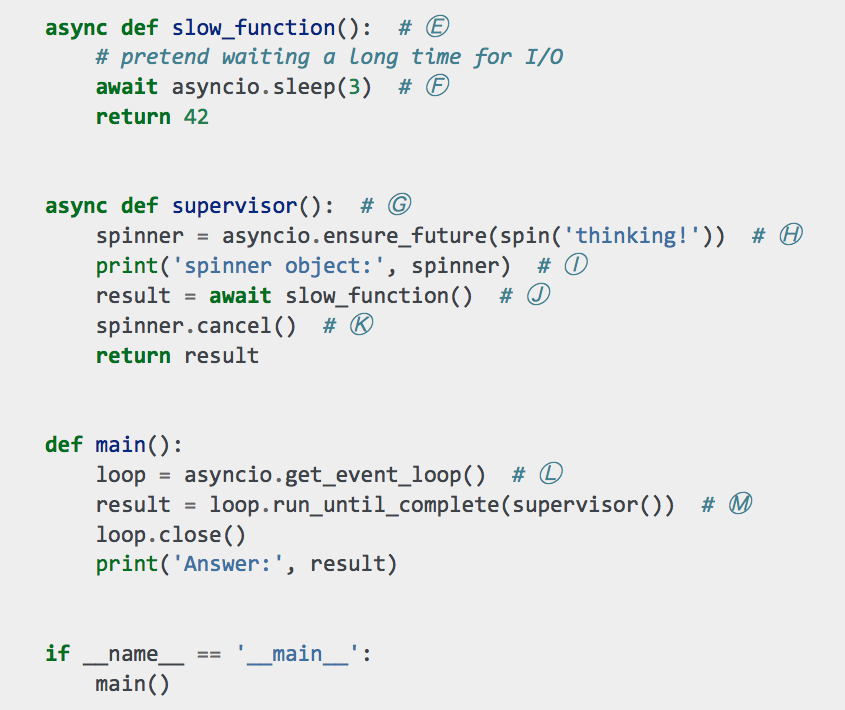 async def slow_function():  # Ⓔ
    # pretend waiting a long time for I/O
    await asyncio.sleep(3)  # Ⓕ
    return 42
async def supervisor():  # Ⓖ
    spinner = asyncio.ensure_future(spin('thinking!'))  # Ⓗ
    print('spinner object:', spinner)  # Ⓘ
    result = await slow_function()  # Ⓙ
    spinner.cancel()  # Ⓚ
    return result
def main():
    loop = asyncio.get_event_loop()  # Ⓛ
    result = loop.run_until_complete(supervisor())  # Ⓜ
    loop.close()
    print('Answer:', result)
if __name__ == '__main__':
    main()